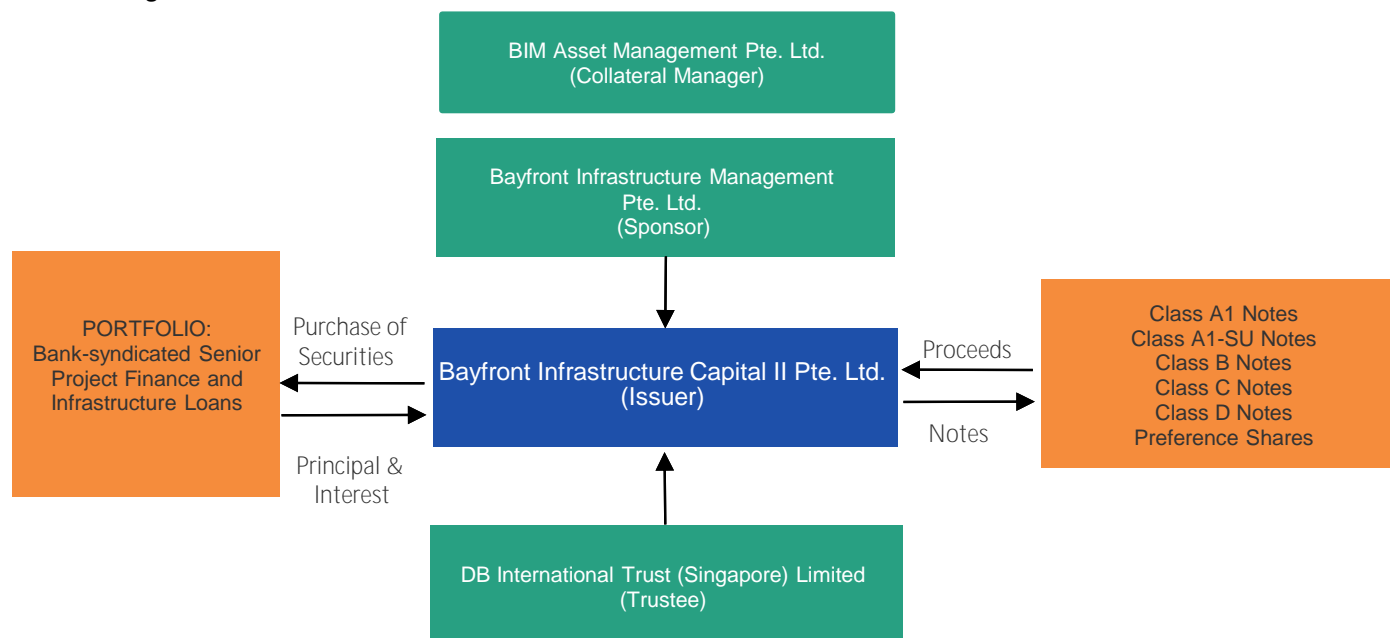 BIM Asset Management Pte. Ltd.
(Collateral Manager)
Bayfront Infrastructure Management
Pte. Ltd.
(Sponsor)
PORTFOLIO:
Bank-syndicated Senior
Project Finance and
Infrastructure Loans
Purchase of
Securities
Principal &
Interest
Bayfront Infrastructure Capital II Pte. Ltd.
(Issuer)
Proceeds
Notes
Class A1 Notes
Class A1-SU Notes
Class B Notes
Class C Notes
Class D Notes
Preference Shares
DB International Trust (Singapore) Limited
(Trustee)